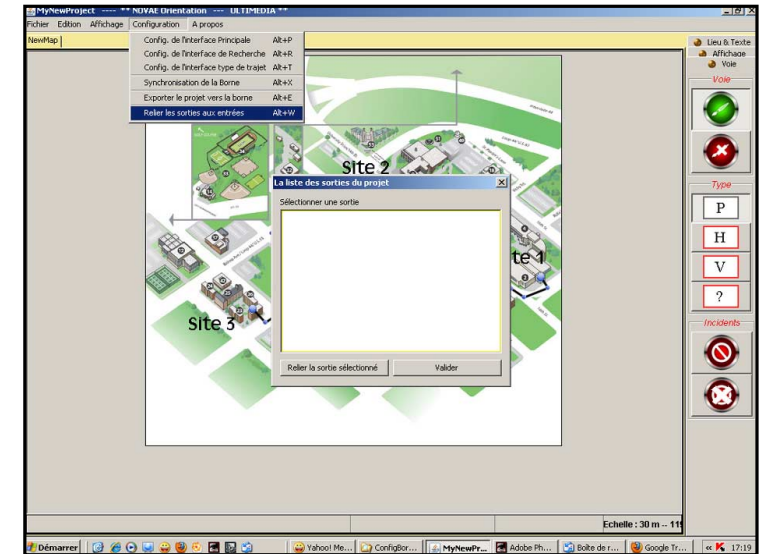 MyNewProject ---- ** NOVAE Orientation --- ULTIMEDIA **
Fichier Edition Affichage Configuration A propos
NewMap
Config. de l'interface Principale Alt+P
Config. de l'interface de Recherche Alt+R
Config. de l'interface type de trajet Alt+T
Synchronisation de la Borne Alt+X
Exporter le projet vers la borne Alt+E
Relier les sorties aux entrées Alt+W
Lieu & Texte
Affichage
Voie
Voie
Type
P
H
V
?
Incidents
Site 2
La liste des sorties du projet
Sélectionner une sortie
te 1
Site 3
Relier la sortie sélectionné Valider
Echelle : 30 m -- 119
Démarrer Yahoo! Me... ConfigBor... MyNewPr... Adobe Ph... Boîte de r... Google Tr... « 17:19